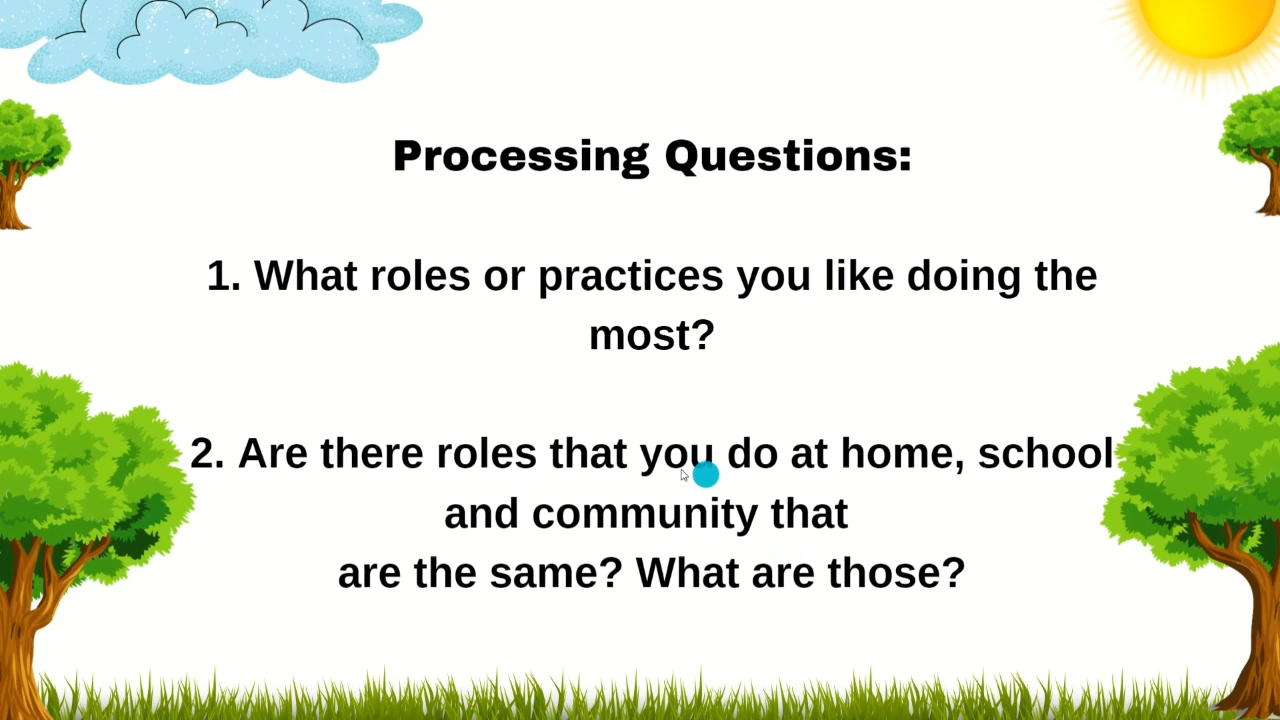 Processing Questions:
1. What roles or practices you like doing the
most?
2. Are there roles that you do at home, school
and community that
are the same? What are those?